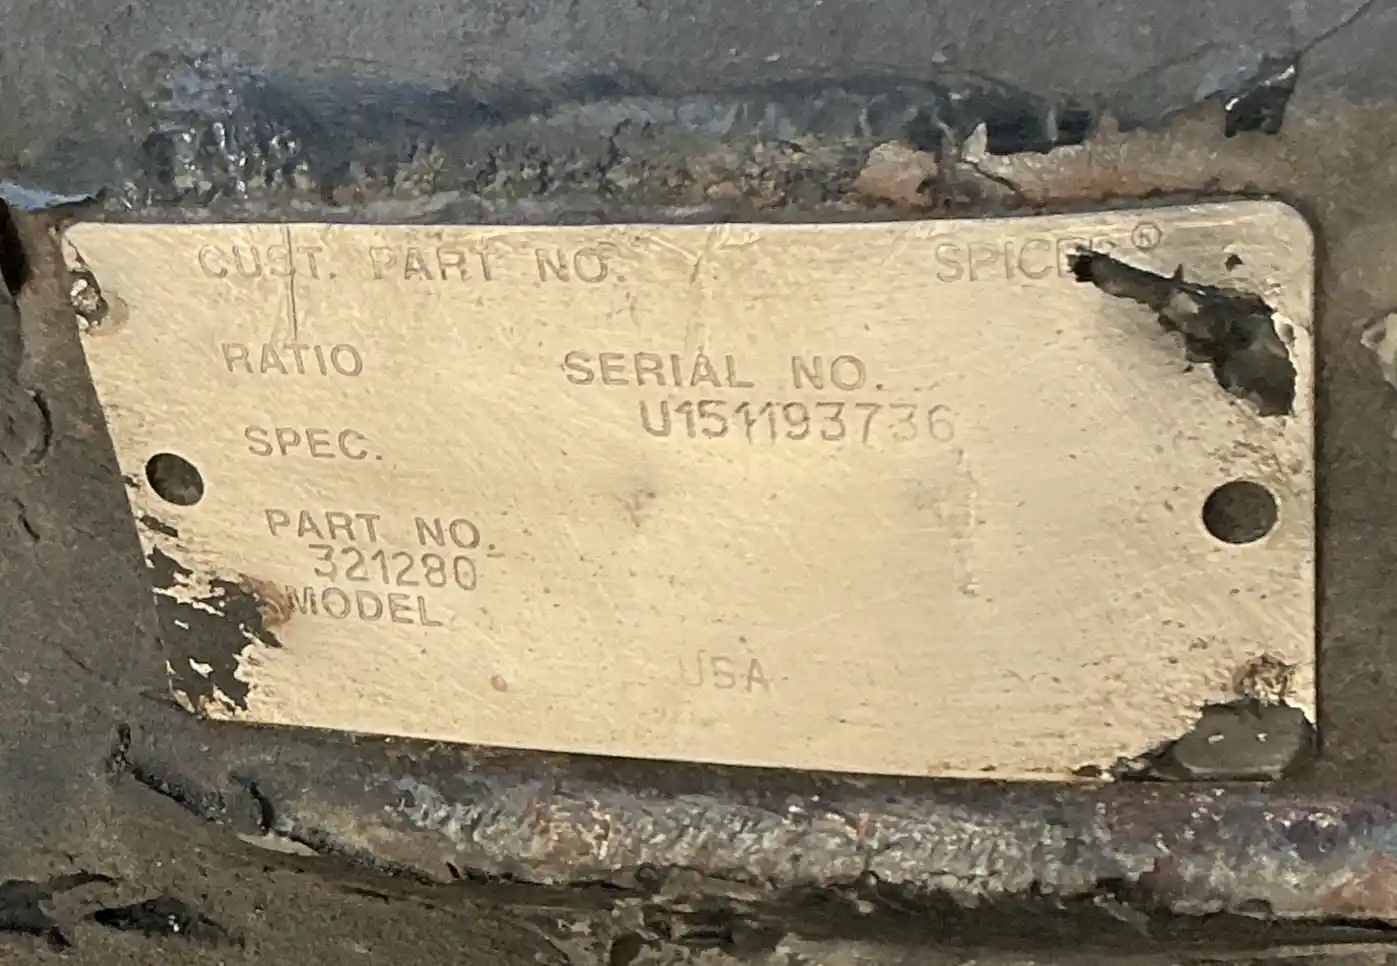 CUST. PART NO. SPICER®
RATIO
SERIAL NO.
U151193736
SPEC.
PART NO.
321280
MODEL
USA